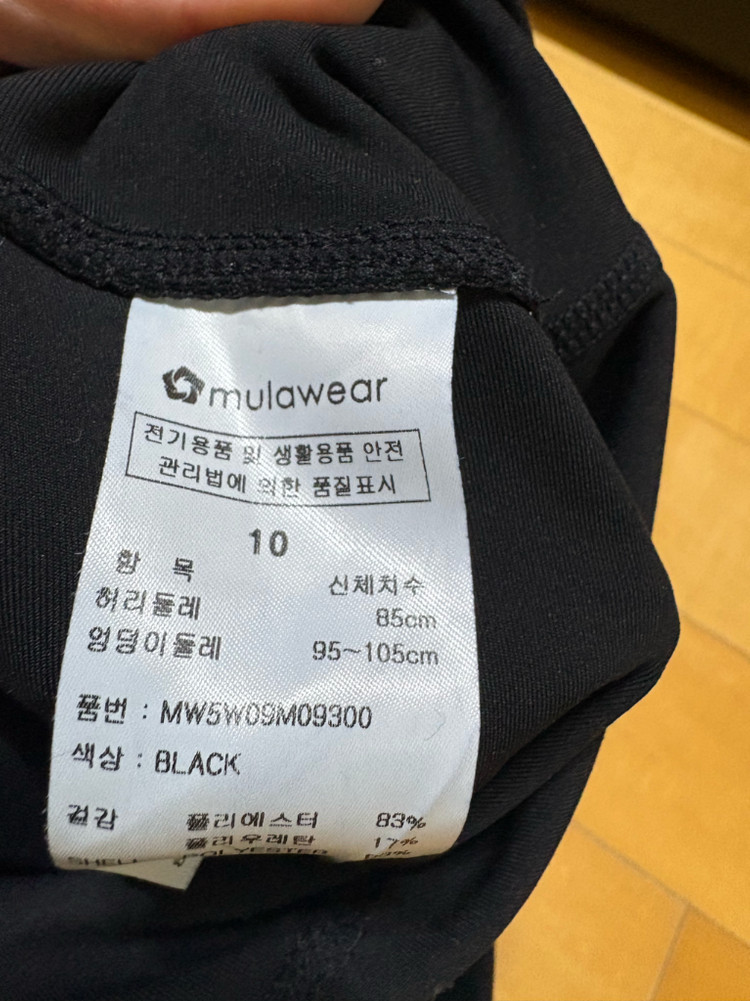 mulawear
전기용품 및 생활용품 안전
관리법에 의한 품질표시
10
항 목 신체치수
허리둘레 85cm
엉덩이둘레 95~105cm
품번 : MW5W09M09300
색상 : BLACK
겉감 폴리에스터 83%
폴리우레탄 17%
SHELL POLYESTER